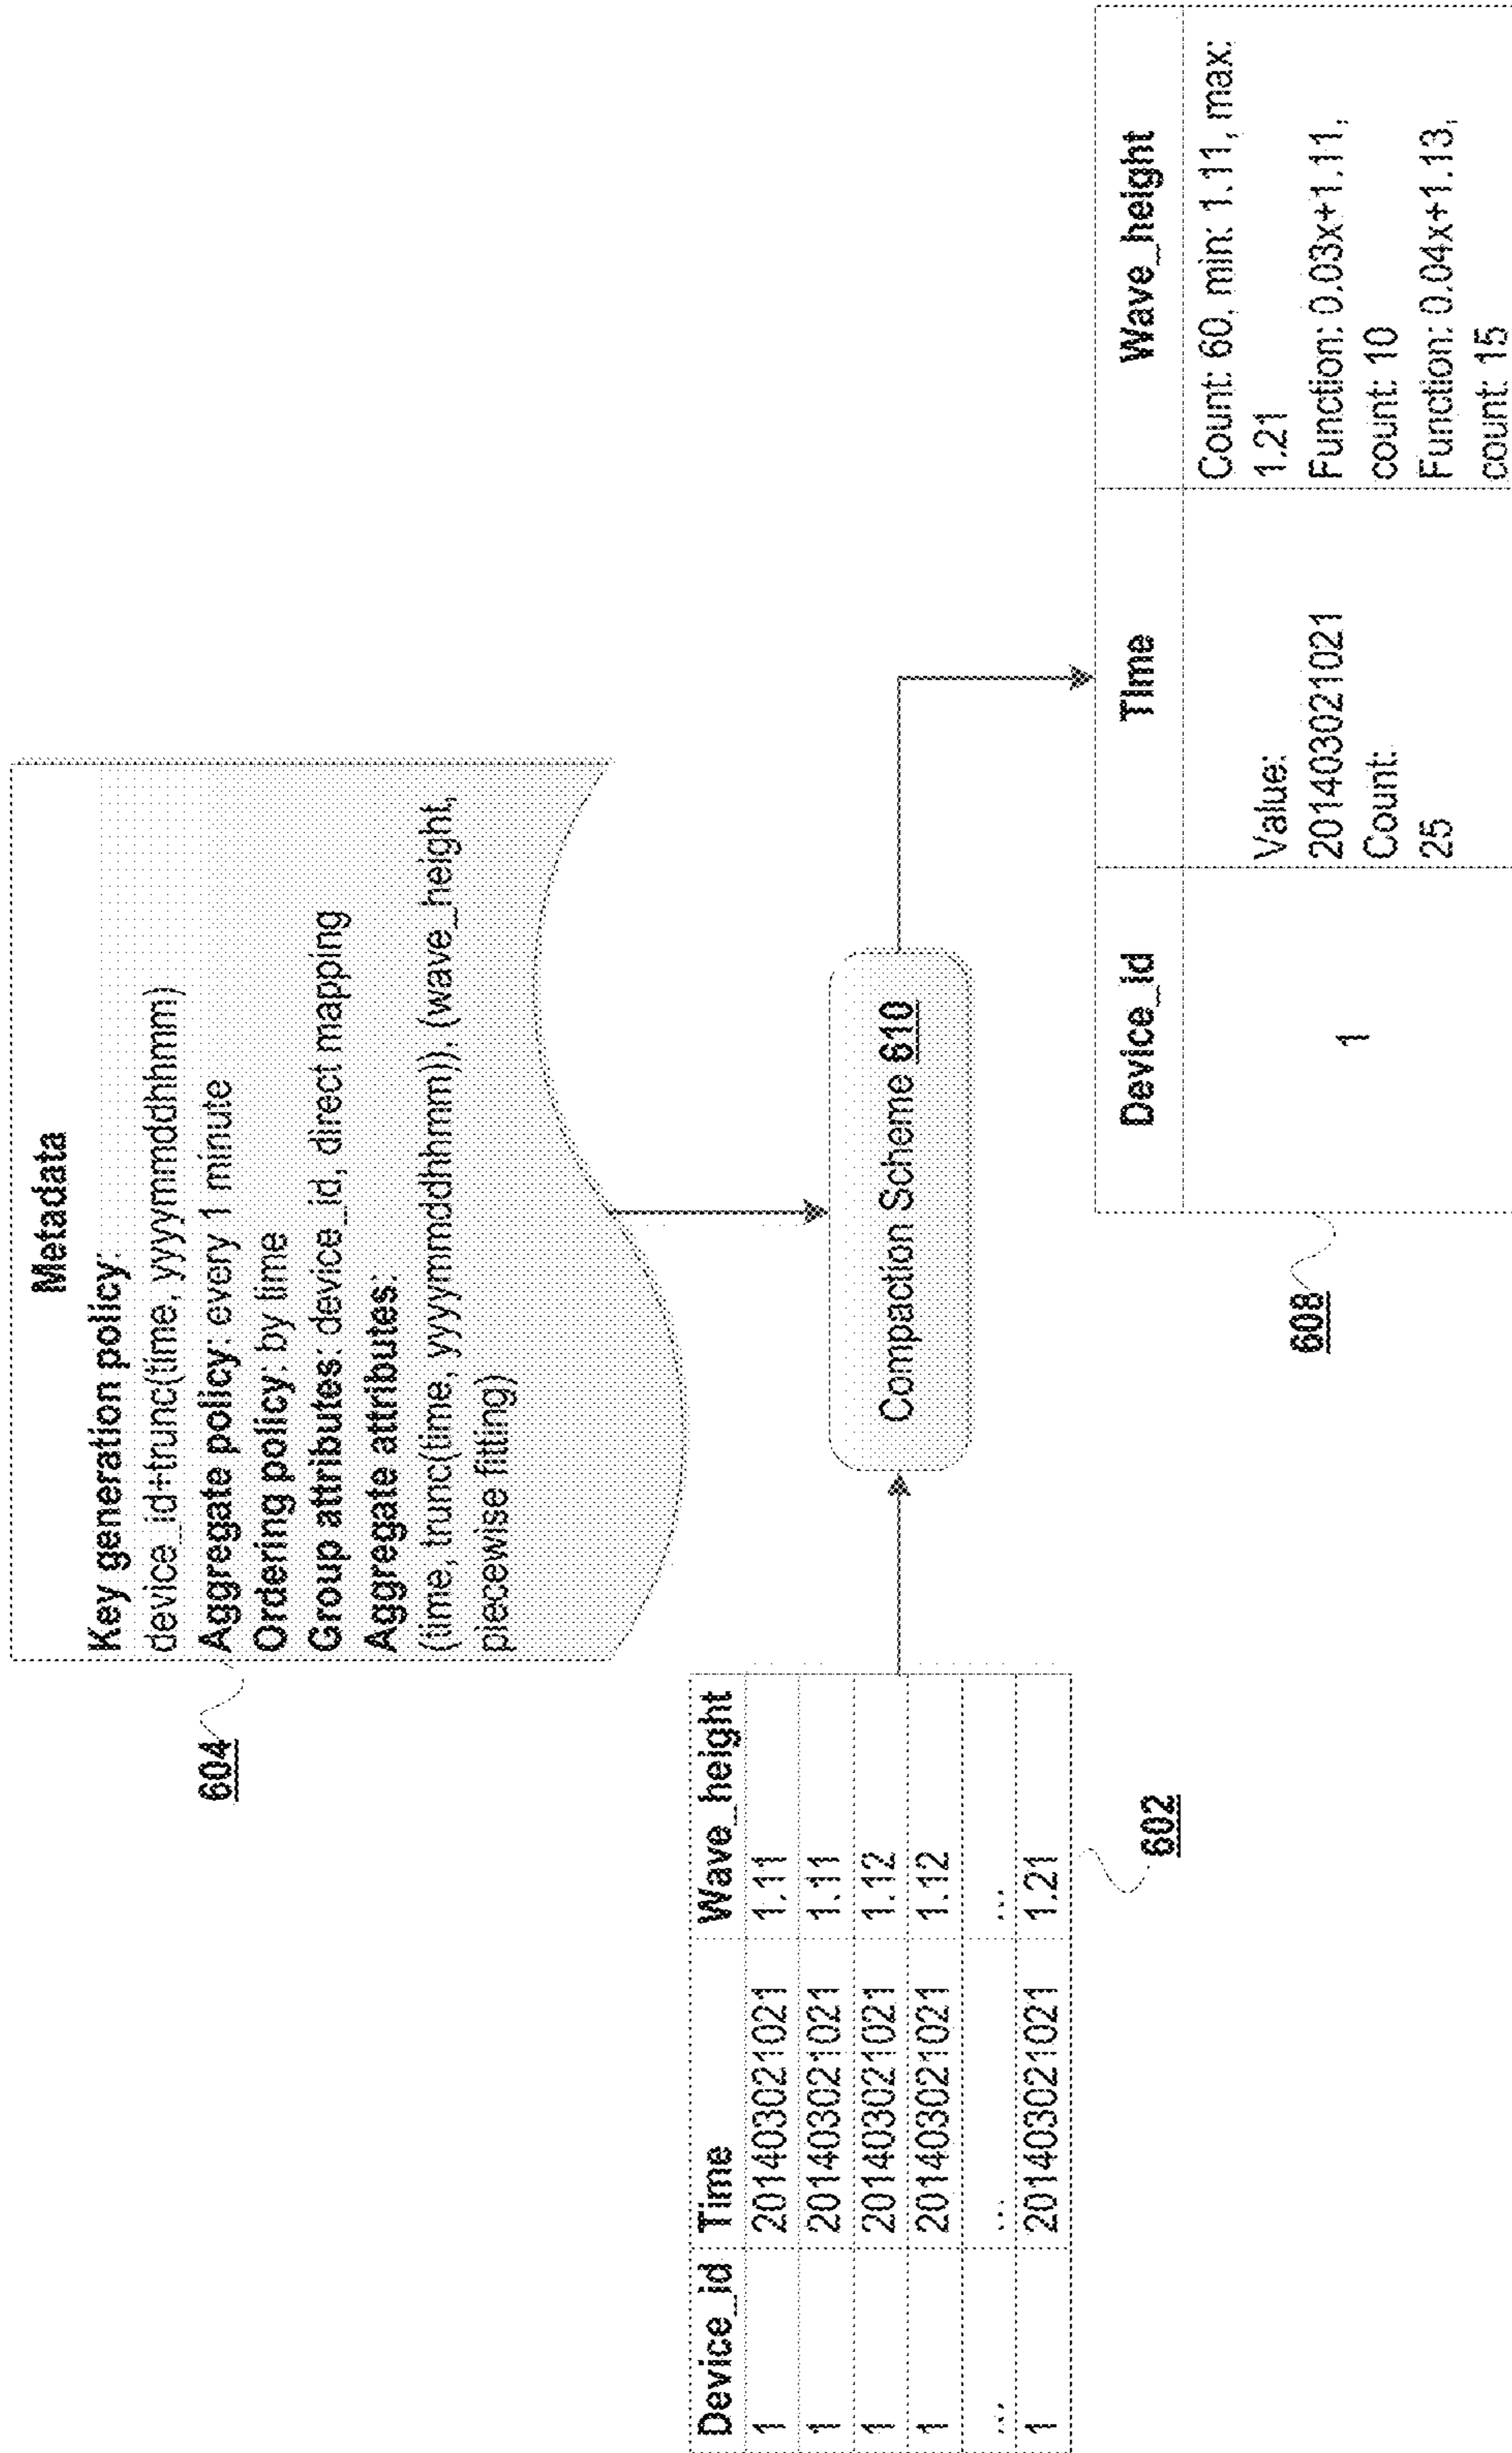 Metadata
Key generation policy:
device_id+trunc(time, yyyymmddhhmm)
Aggregate policy: every 1 minute
Ordering policy: by time
Group attributes: device_id, direct mapping
Aggregate attributes:
(time, trunc(time, yyyymmddhhmm)), (wave_height,
piecewise fitting)
604
Device_id Time Wave_height
1 201403021021 1.11
1 201403021021 1.11
1 201403021021 1.12
1 201403021021 1.12
... ... ...
1 201403021021 1.21
602
Compaction Scheme 610
608
Device_id Time Wave_height
1
Value:
201403021021
Count:
25
Count: 60, min: 1.11, max:
1.21
Function: 0.03x+1.11,
count: 10
Function: 0.04x+1.13,
count: 15